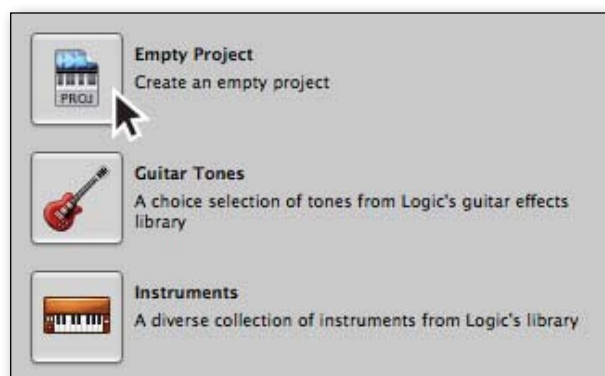 Empty Project
Create an empty project
PROJ
Guitar Tones
A choice selection of tones from Logic's guitar effects
library
Instruments
A diverse collection of instruments from Logic's library